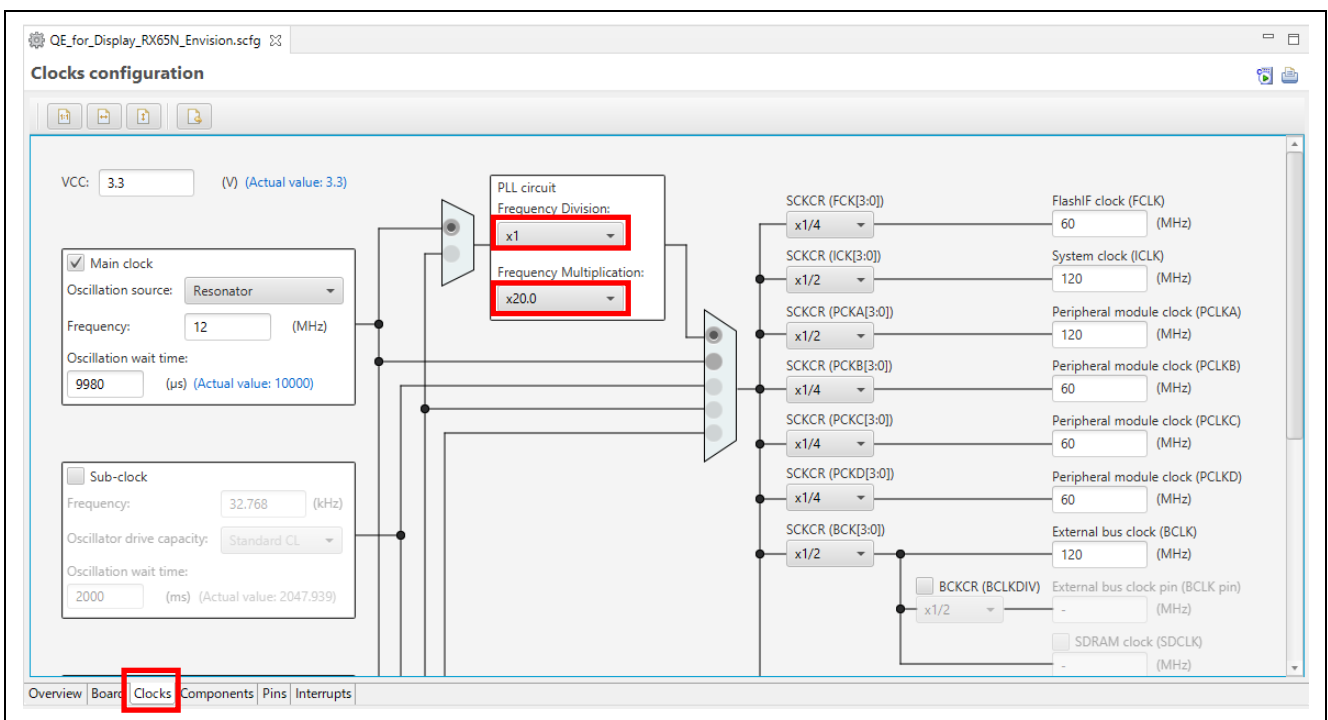 QE_for_Display_RX65N_Envision.scfg
Clocks configuration
1:1
VCC: 3.3 (V) (Actual value: 3.3)
Main clock
Oscillation source: Resonator
Frequency: 12 (MHz)
Oscillation wait time:
9980 (μs) (Actual value: 10000)
Sub-clock
Frequency: 32.768 (kHz)
Oscillator drive capacity: Standard CL
Oscillation wait time:
2000 (ms) (Actual value: 2047.939)
PLL circuit
Frequency Division:
x1
Frequency Multiplication:
x20.0
SCKCR (FCK[3:0]) FlashIF clock (FCLK)
x1/4 60 (MHz)
SCKCR (ICK[3:0]) System clock (ICLK)
x1/2 120 (MHz)
SCKCR (PCKA[3:0]) Peripheral module clock (PCLKA)
x1/2 120 (MHz)
SCKCR (PCKB[3:0]) Peripheral module clock (PCLKB)
x1/4 60 (MHz)
SCKCR (PCKC[3:0]) Peripheral module clock (PCLKC)
x1/4 60 (MHz)
SCKCR (PCKD[3:0]) Peripheral module clock (PCLKD)
x1/4 60 (MHz)
SCKCR (BCK[3:0]) External bus clock (BCLK)
x1/2 120 (MHz)
BCKCR (BCLKDIV) External bus clock pin (BCLK pin)
x1/2 - (MHz)
SDRAM clock (SDCLK)
- (MHz)
Overview Board Clocks Components Pins Interrupts